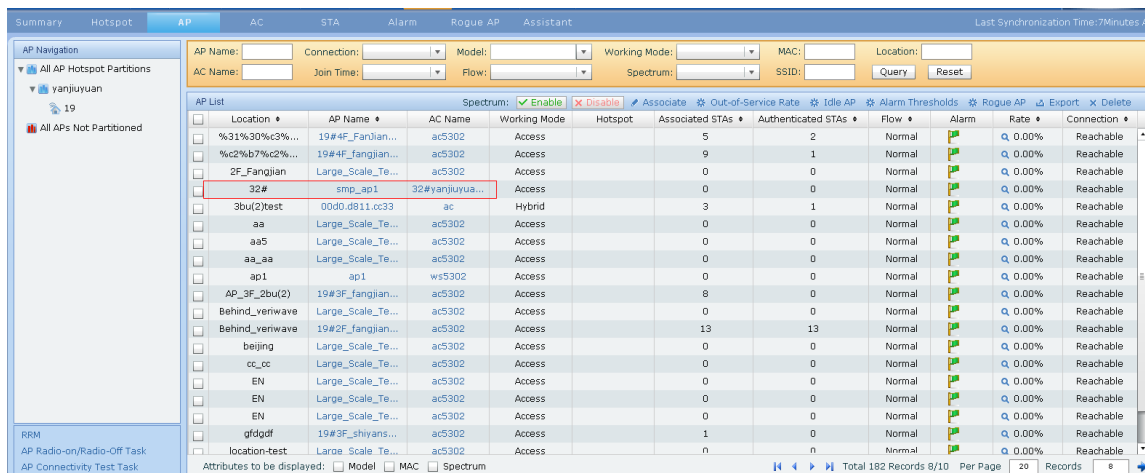 Summary Hotspot AP AC STA Alarm Rogue AP Assistant Last Synchronization Time:7Minutes
AP Navigation
All AP Hotspot Partitions
yanjiuyuan
19
All APs Not Partitioned
RRM
AP Radio-on/Radio-Off Task
AP Connectivity Test Task
AP Name: Connection: Model: Working Mode: MAC: Location:
AC Name: Join Time: Flow: Spectrum: SSID: Query Reset
AP List Spectrum: Enable Disable Associate Out-of-Service Rate Idle AP Alarm Thresholds Rogue AP Export Delete
Location AP Name AC Name Working Mode Hotspot Associated STAs Authenticated STAs Flow Alarm Rate Connection
%31%30%c3%... 19#4F_FanJian... ac5302 Access 5 2 Normal 0.00% Reachable
%c2%b7%c2%... 19#4F_fangjian... ac5302 Access 9 1 Normal 0.00% Reachable
2F_Fangjian Large_Scale_Te... ac5302 Access 0 0 Normal 0.00% Reachable
32# smp_ap1 32#yanjiuyua... Access 0 0 Normal 0.00% Reachable
3bu(2)test 00d0.d811.cc33 ac Hybrid 3 1 Normal 0.00% Reachable
aa Large_Scale_Te... ac5302 Access 0 0 Normal 0.00% Reachable
aa5 Large_Scale_Te... ac5302 Access 0 0 Normal 0.00% Reachable
aa_aa Large_Scale_Te... ac5302 Access 0 0 Normal 0.00% Reachable
ap1 ap1 ws5302 Access 0 0 Normal 0.00% Reachable
AP_3F_2bu(2) 19#3F_fangjian... ac5302 Access 8 0 Normal 0.00% Reachable
Behind_veriwave Large_Scale_Te... ac5302 Access 0 0 Normal 0.00% Reachable
Behind_veriwave 19#2F_fangjian... ac5302 Access 13 13 Normal 0.00% Reachable
beijing Large_Scale_Te... ac5302 Access 0 0 Normal 0.00% Reachable
cc_cc Large_Scale_Te... ac5302 Access 0 0 Normal 0.00% Reachable
EN Large_Scale_Te... ac5302 Access 0 0 Normal 0.00% Reachable
EN Large_Scale_Te... ac5302 Access 0 0 Normal 0.00% Reachable
EN Large_Scale_Te... ac5302 Access 0 0 Normal 0.00% Reachable
gfdgdf 19#3F_shiyans... ac5302 Access 1 0 Normal 0.00% Reachable
location-test Large_Scale_Te... ac5302 Access 0 0 Normal 0.00% Reachable
Attributes to be displayed: Model MAC Spectrum Total 182 Records 8/10 Per Page 20 Records 8